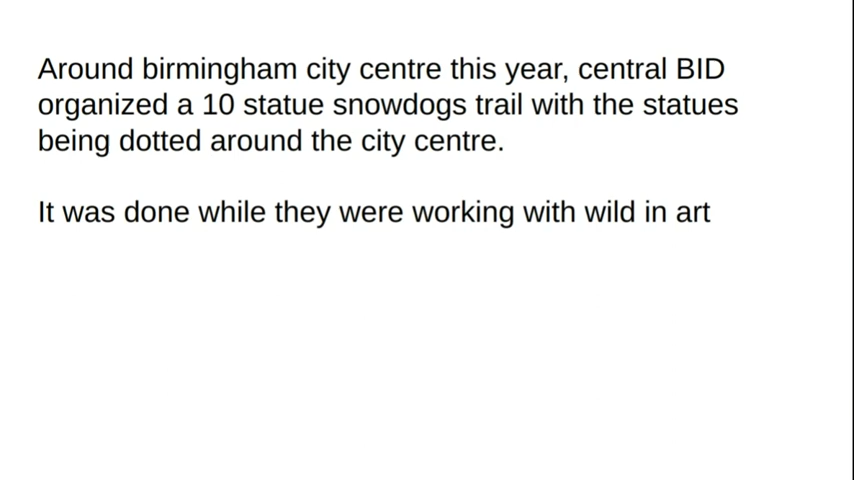 Around birmingham city centre this year, central BID
organized a 10 statue snowdogs trail with the statues
being dotted around the city centre.
It was done while they were working with wild in art